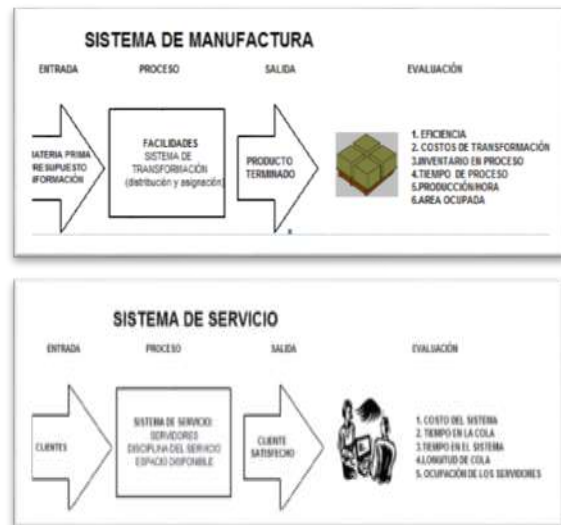 SISTEMA DE MANUFACTURA
ENTRADA PROCESO SALIDA EVALUACIÓN
MATERIA PRIMA
PRESUPUESTO
INFORMACIÓN
FACILIDADES
SISTEMA DE
TRANSFORMACIÓN
(distribución y asignación)
PRODUCTO
TERMINADO
1. EFICIENCIA
2. COSTOS DE TRANSFORMACIÓN
3.INVENTARIO EN PROCESO
4.TIEMPO DE PROCESO
5.PRODUCCIÓN/HORA
6.AREA OCUPADA
SISTEMA DE SERVICIO
ENTRADA PROCESO SALIDA EVALUACIÓN
CLIENTES
SISTEMA DE SERVICIO:
SERVIDORES
DISCIPLINA DEL SERVICIO
ESPACIO DISPONIBLE
CLIENTE
SATISFECHO
1. COSTO DEL SISTEMA
2. TIEMPO EN LA COLA
3.TIEMPO EN EL SISTEMA
4.LONGITUD DE COLA
5. OCUPACIÓN DE LOS SERVIDORES